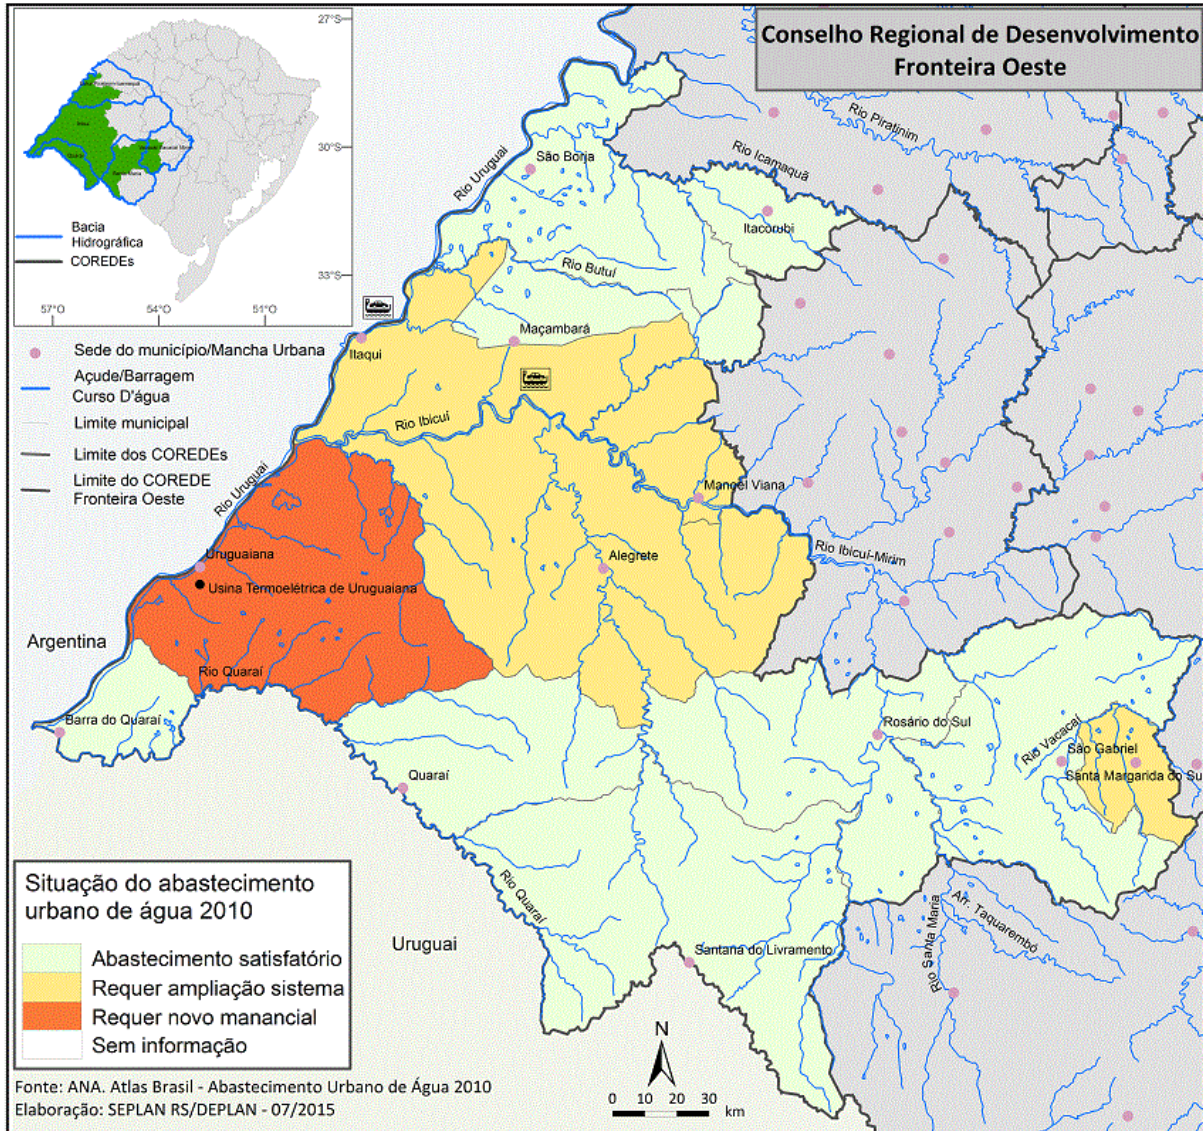 Conselho Regional de Desenvolvimento
Fronteira Oeste
27°S
30°S
33°S
57°O
54°O
51°O
Bacia
Hidrográfica
COREDEs
Sede do município/Mancha Urbana
Açude/Barragem
Curso D'água
Limite municipal
Limite dos COREDEs
Limite do COREDE
Fronteira Oeste
Rio Piratinim
Rio Icamaquã
Rio Uruguai
São Borja
Itacorubi
Rio Butuí
Maçambará
Itaqui
Rio Ibicuí
Rio Uruguai
Manoel Viana
Rio Ibicuí-Mirim
Uruguaiana
Usina Termoelétrica de Uruguaiana
Alegrete
Argentina
Rio Quaraí
Barra do Quaraí
Rosário do Sul
Rio Vacacaí
São Gabriel
Santa Margarida do Su
Quaraí
Rio Quaraí
Arr. Taquarembó
Rio Santa Maria
Uruguai
Santana do Livramento
Situação do abastecimento
urbano de água 2010
Abastecimento satisfatório
Requer ampliação sistema
Requer novo manancial
Sem informação
N
0 10 20 30
km
Fonte: ANA. Atlas Brasil - Abastecimento Urbano de Água 2010
Elaboração: SEPLAN RS/DEPLAN - 07/2015